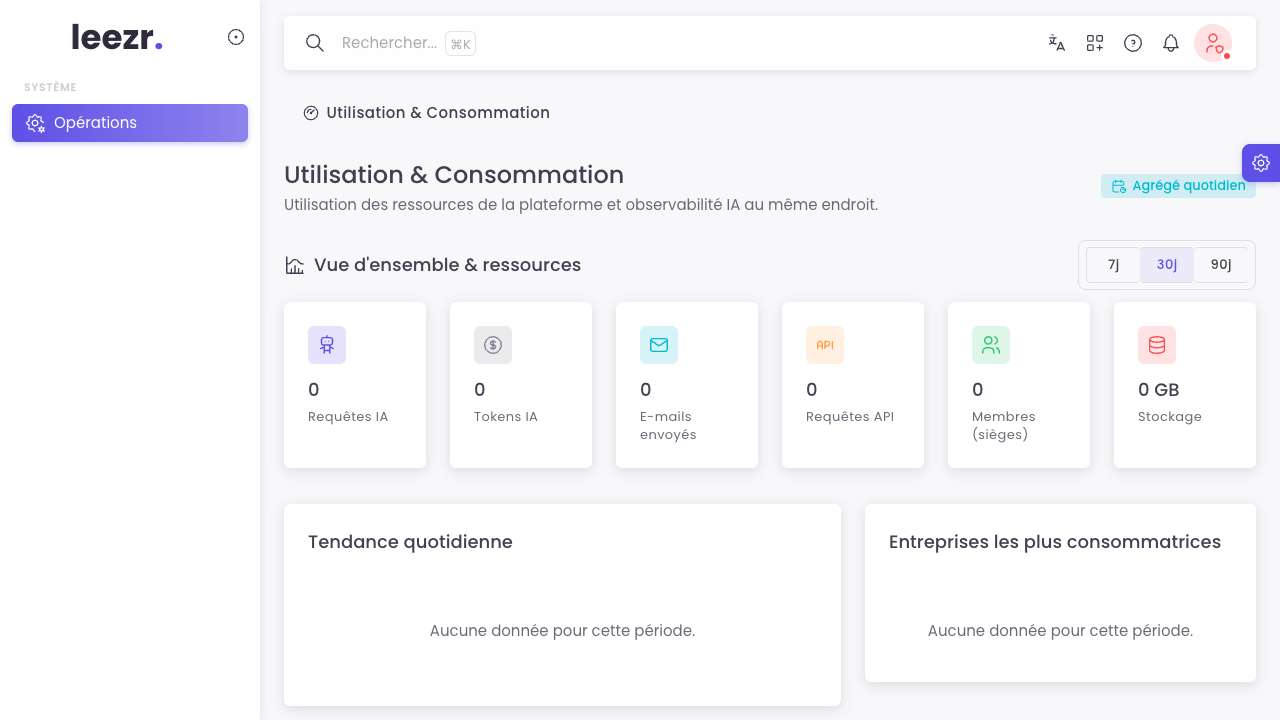 leezr.
SYSTÈME
Opérations
Rechercher... ⌘K
Utilisation & Consommation
Utilisation & Consommation
Utilisation des ressources de la plateforme et observabilité IA au même endroit.
Agrégé quotidien
Vue d'ensemble & ressources
7j 30j 90j
0
Requêtes IA
0
Tokens IA
0
E-mails
envoyés
API
0
Requêtes API
0
Membres
(sièges)
0 GB
Stockage
Tendance quotidienne
Aucune donnée pour cette période.
Entreprises les plus consommatrices
Aucune donnée pour cette période.